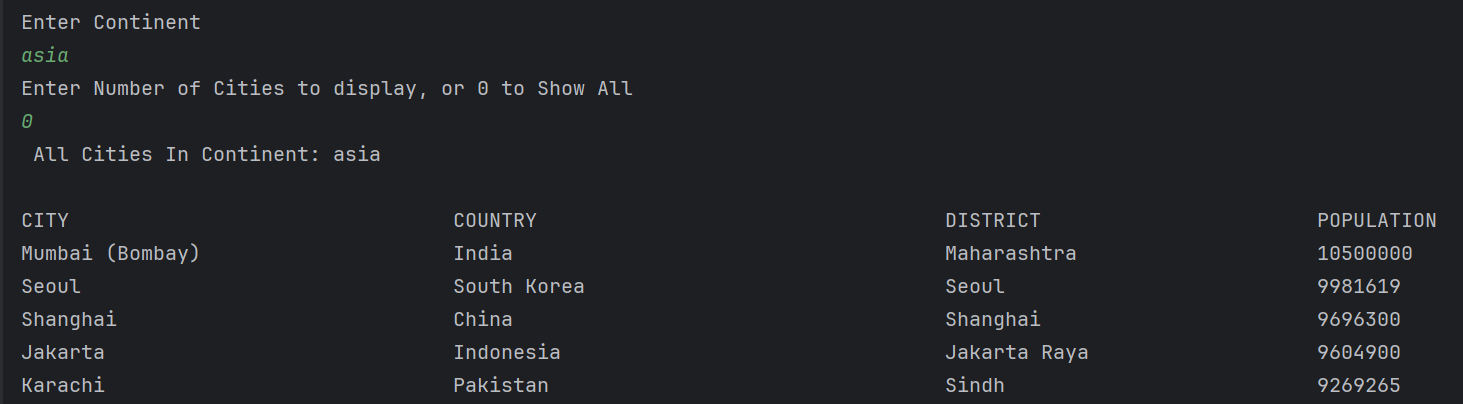 Enter Continent
asia
Enter Number of Cities to display, or 0 to Show All
0
All Cities In Continent: asia
CITY COUNTRY DISTRICT POPULATION
Mumbai (Bombay) India Maharashtra 10500000
Seoul South Korea Seoul 9981619
Shanghai China Shanghai 9696300
Jakarta Indonesia Jakarta Raya 9604900
Karachi Pakistan Sindh 9269265